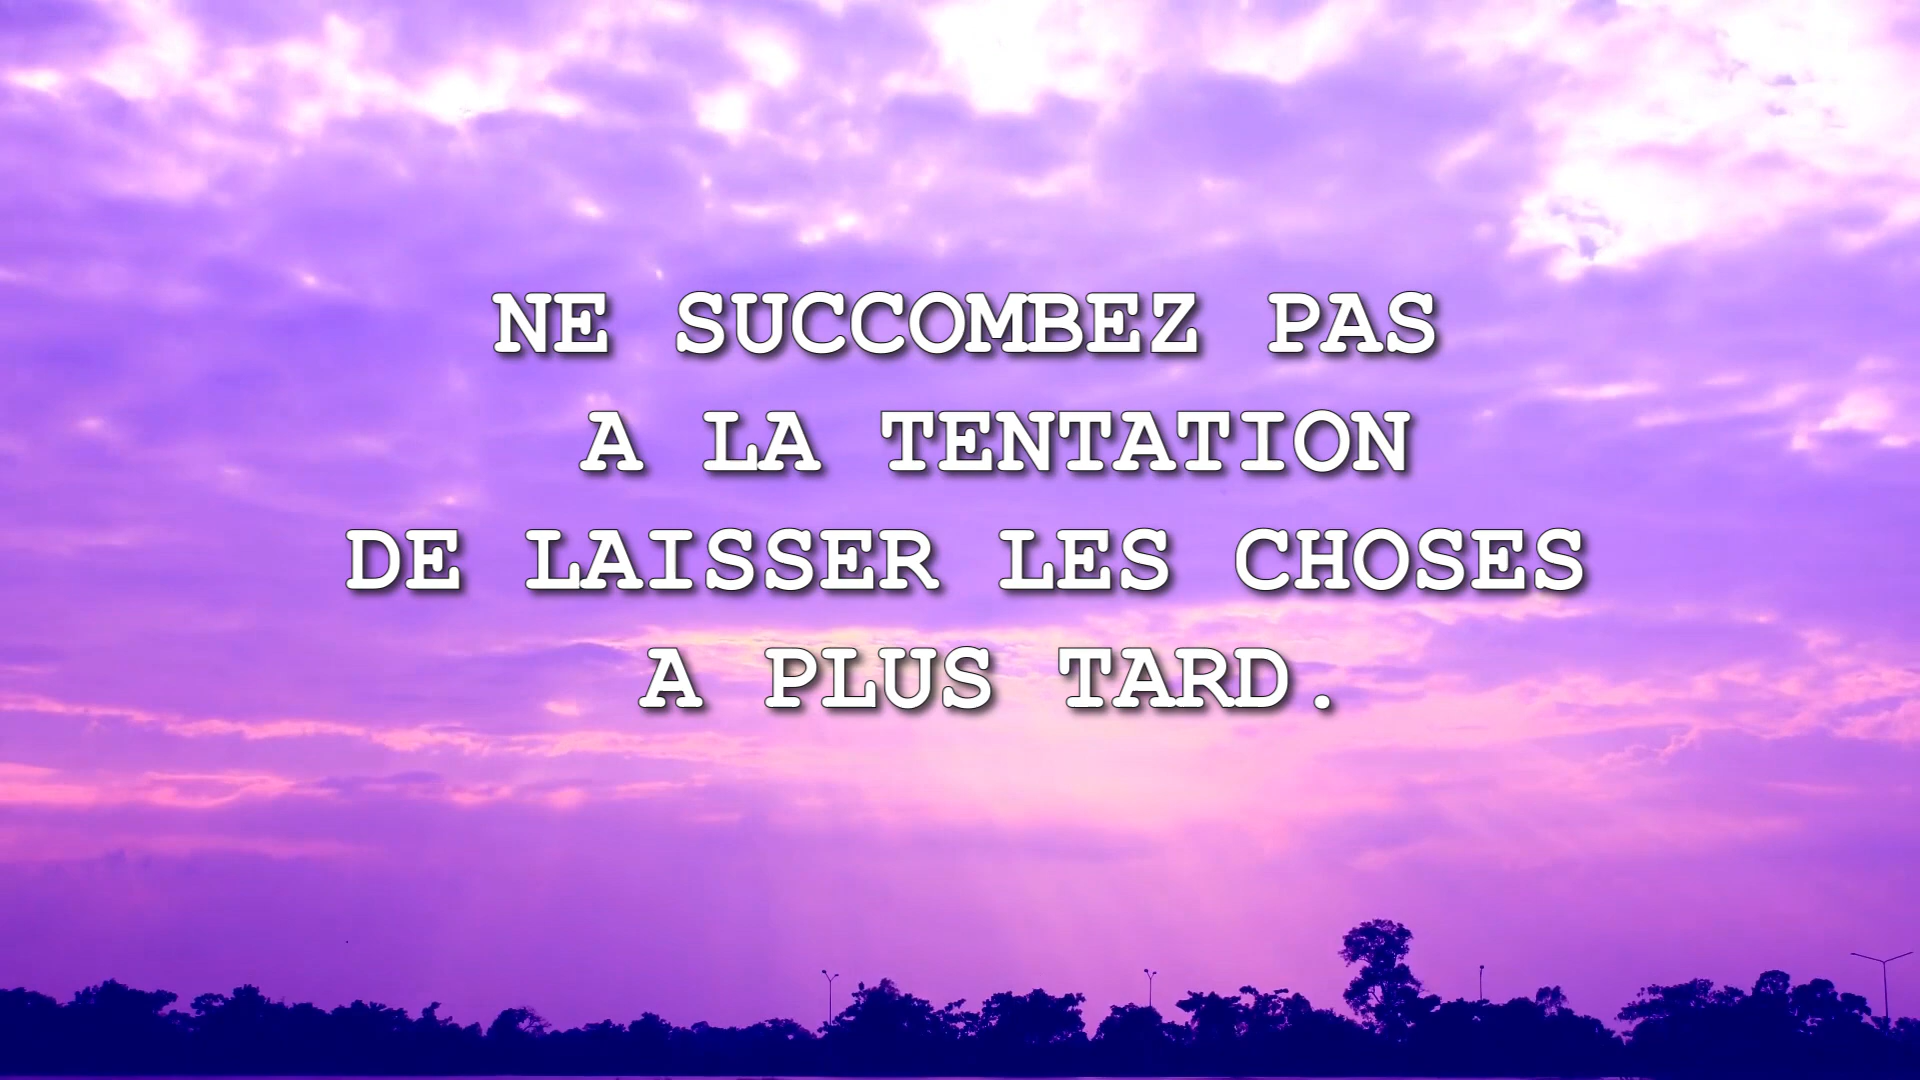 NE SUCCOMBEZ PAS
A LA TENTATION
DE LAISSER LES CHOSES
A PLUS TARD.